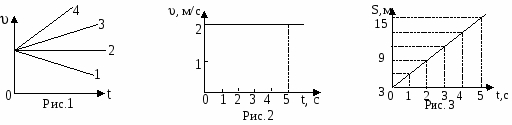 υ
4
3
2
1
0
t
Рис.1
υ, м/с
2
1
0 1 2 3 4 5 t, с
Рис.2
S, м
15
9
3
0 1 2 3 4 5 t,с
Рис. 3